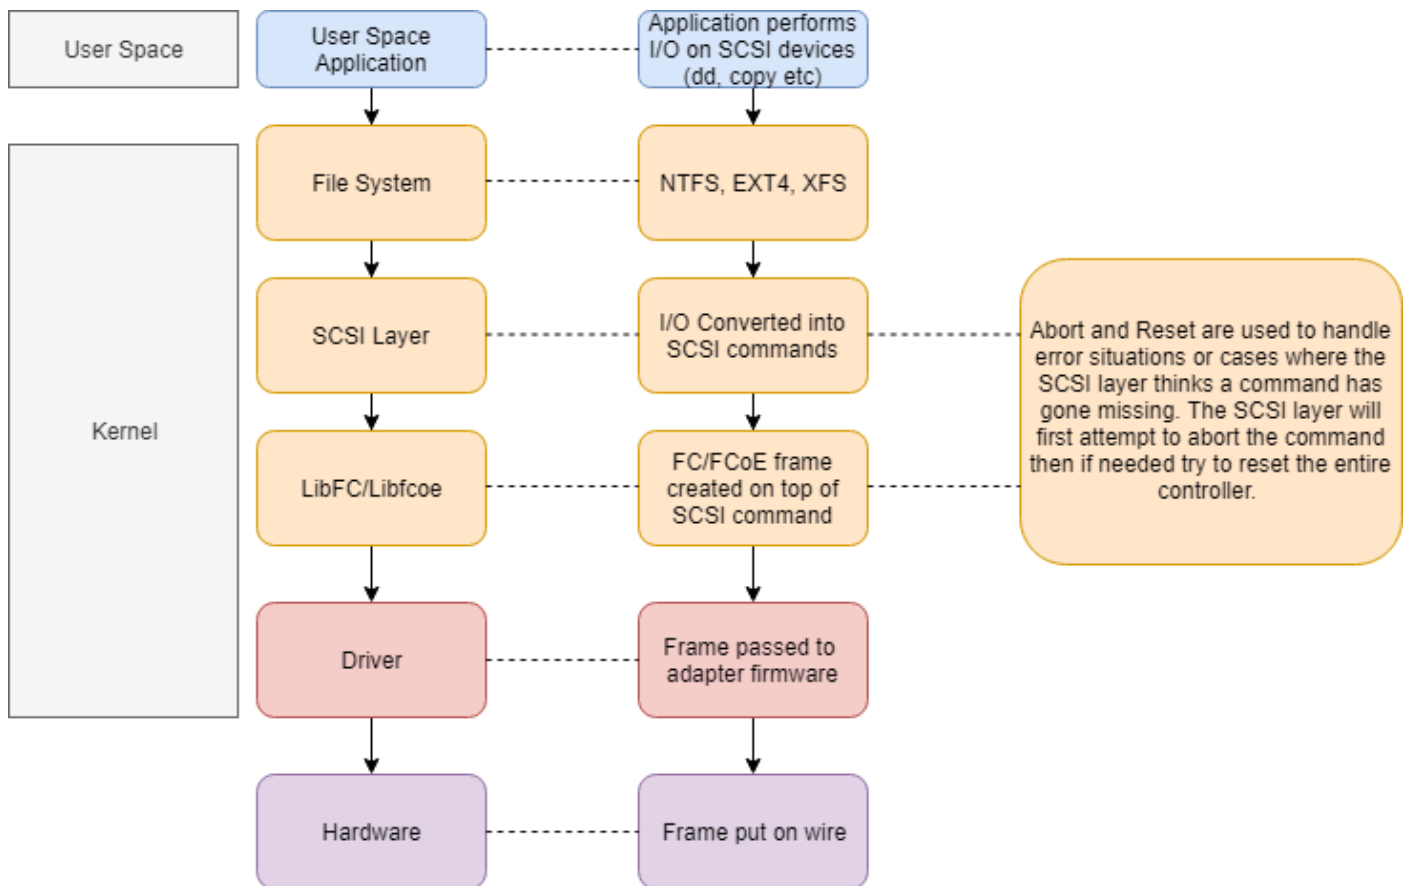 User Space
User Space
Application
Application performs
I/O on SCSI devices
(dd, copy etc)
Kernel
File System
NTFS, EXT4, XFS
SCSI Layer
I/O Converted into
SCSI commands
Abort and Reset are used to handle
error situations or cases where the
SCSI layer thinks a command has
gone missing. The SCSI layer will
first attempt to abort the command
then if needed try to reset the entire
controller.
LibFC/Libfcoe
FC/FCoE frame
created on top of
SCSI command
Driver
Frame passed to
adapter firmware
Hardware
Frame put on wire